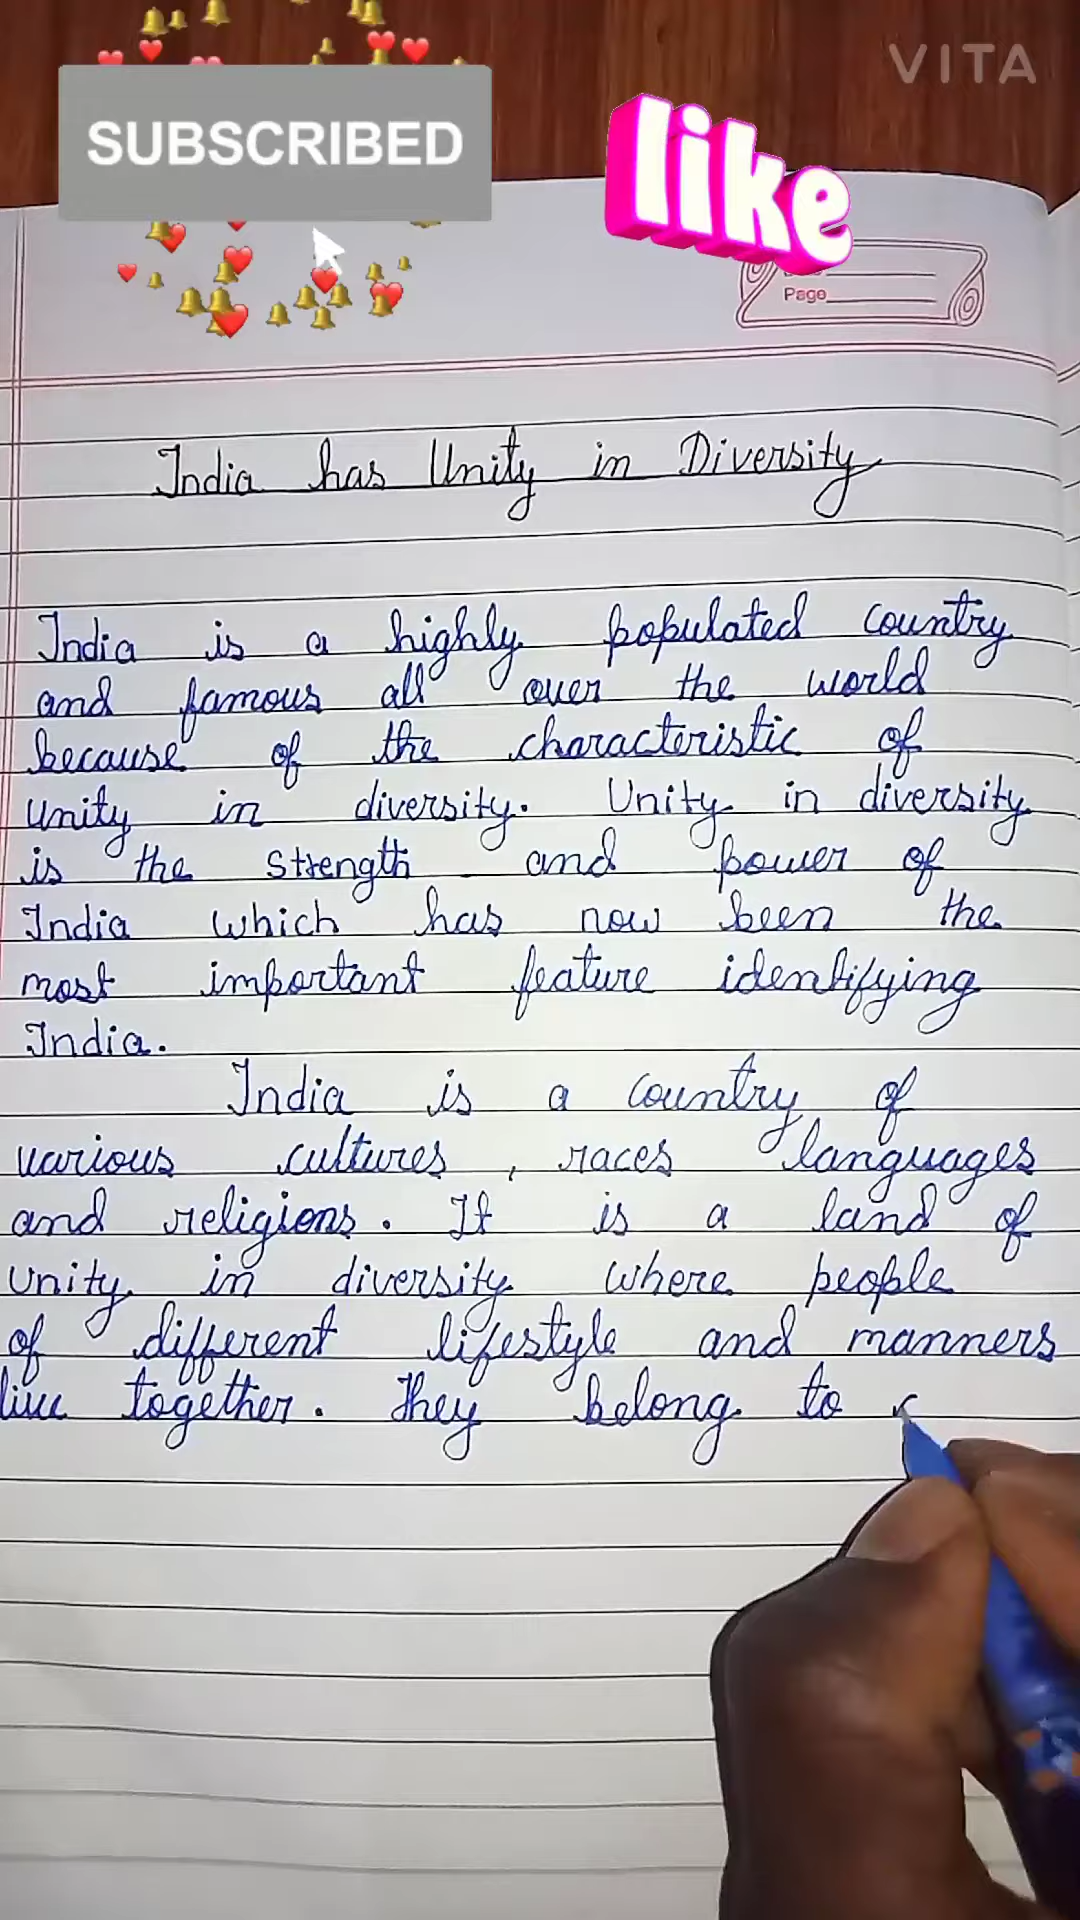 VITA
SUBSCRIBED
like
Page
India has Unity in Diversity
India is a highly populated country
and famous all over the world
because of the characteristic of
Unity in diversity. Unity in diversity
is the strength and power of
India which has now been the
most important feature identifying
India.
India is a country of
various cultures, races languages
and religions. It is a land of
Unity in diversity where people
of different lifestyle and manners
live together. They belong to